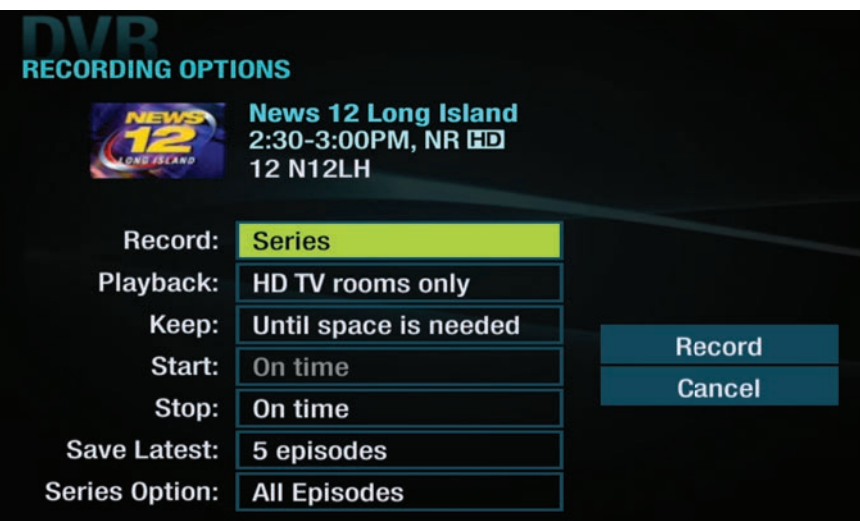 DVR
RECORDING OPTIONS
NEWS
12
LONG ISLAND
News 12 Long Island
2:30-3:00PM, NR HD
12 N12LH
Record: Series
Playback: HD TV rooms only
Keep: Until space is needed
Start: On time
Stop: On time
Save Latest: 5 episodes
Series Option: All Episodes
Record
Cancel